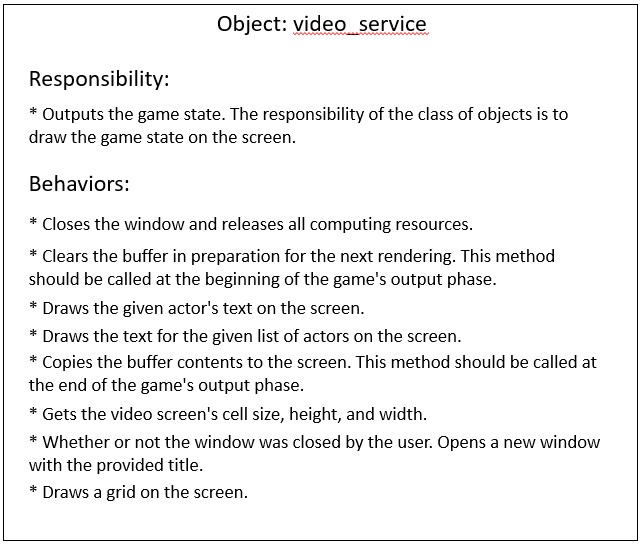 Object: video_service
Responsibility:
* Outputs the game state. The responsibility of the class of objects is to
draw the game state on the screen.
Behaviors:
* Closes the window and releases all computing resources.
* Clears the buffer in preparation for the next rendering. This method
should be called at the beginning of the game's output phase.
* Draws the given actor's text on the screen.
* Draws the text for the given list of actors on the screen.
* Copies the buffer contents to the screen. This method should be called at
the end of the game's output phase.
* Gets the video screen's cell size, height, and width.
* Whether or not the window was closed by the user. Opens a new window
with the provided title.
* Draws a grid on the screen.